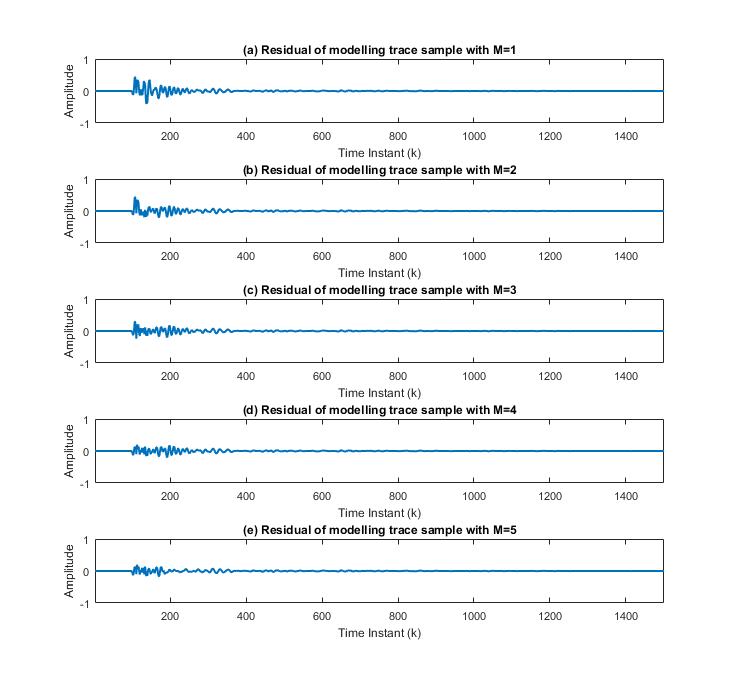 (a) Residual of modelling trace sample with M=1
1
0
-1
Amplitude
200 400 600 800 1000 1200 1400
Time Instant (k)
(b) Residual of modelling trace sample with M=2
1
0
-1
Amplitude
200 400 600 800 1000 1200 1400
Time Instant (k)
(c) Residual of modelling trace sample with M=3
1
0
-1
Amplitude
200 400 600 800 1000 1200 1400
Time Instant (k)
(d) Residual of modelling trace sample with M=4
1
0
-1
Amplitude
200 400 600 800 1000 1200 1400
Time Instant (k)
(e) Residual of modelling trace sample with M=5
1
0
-1
Amplitude
200 400 600 800 1000 1200 1400
Time Instant (k)